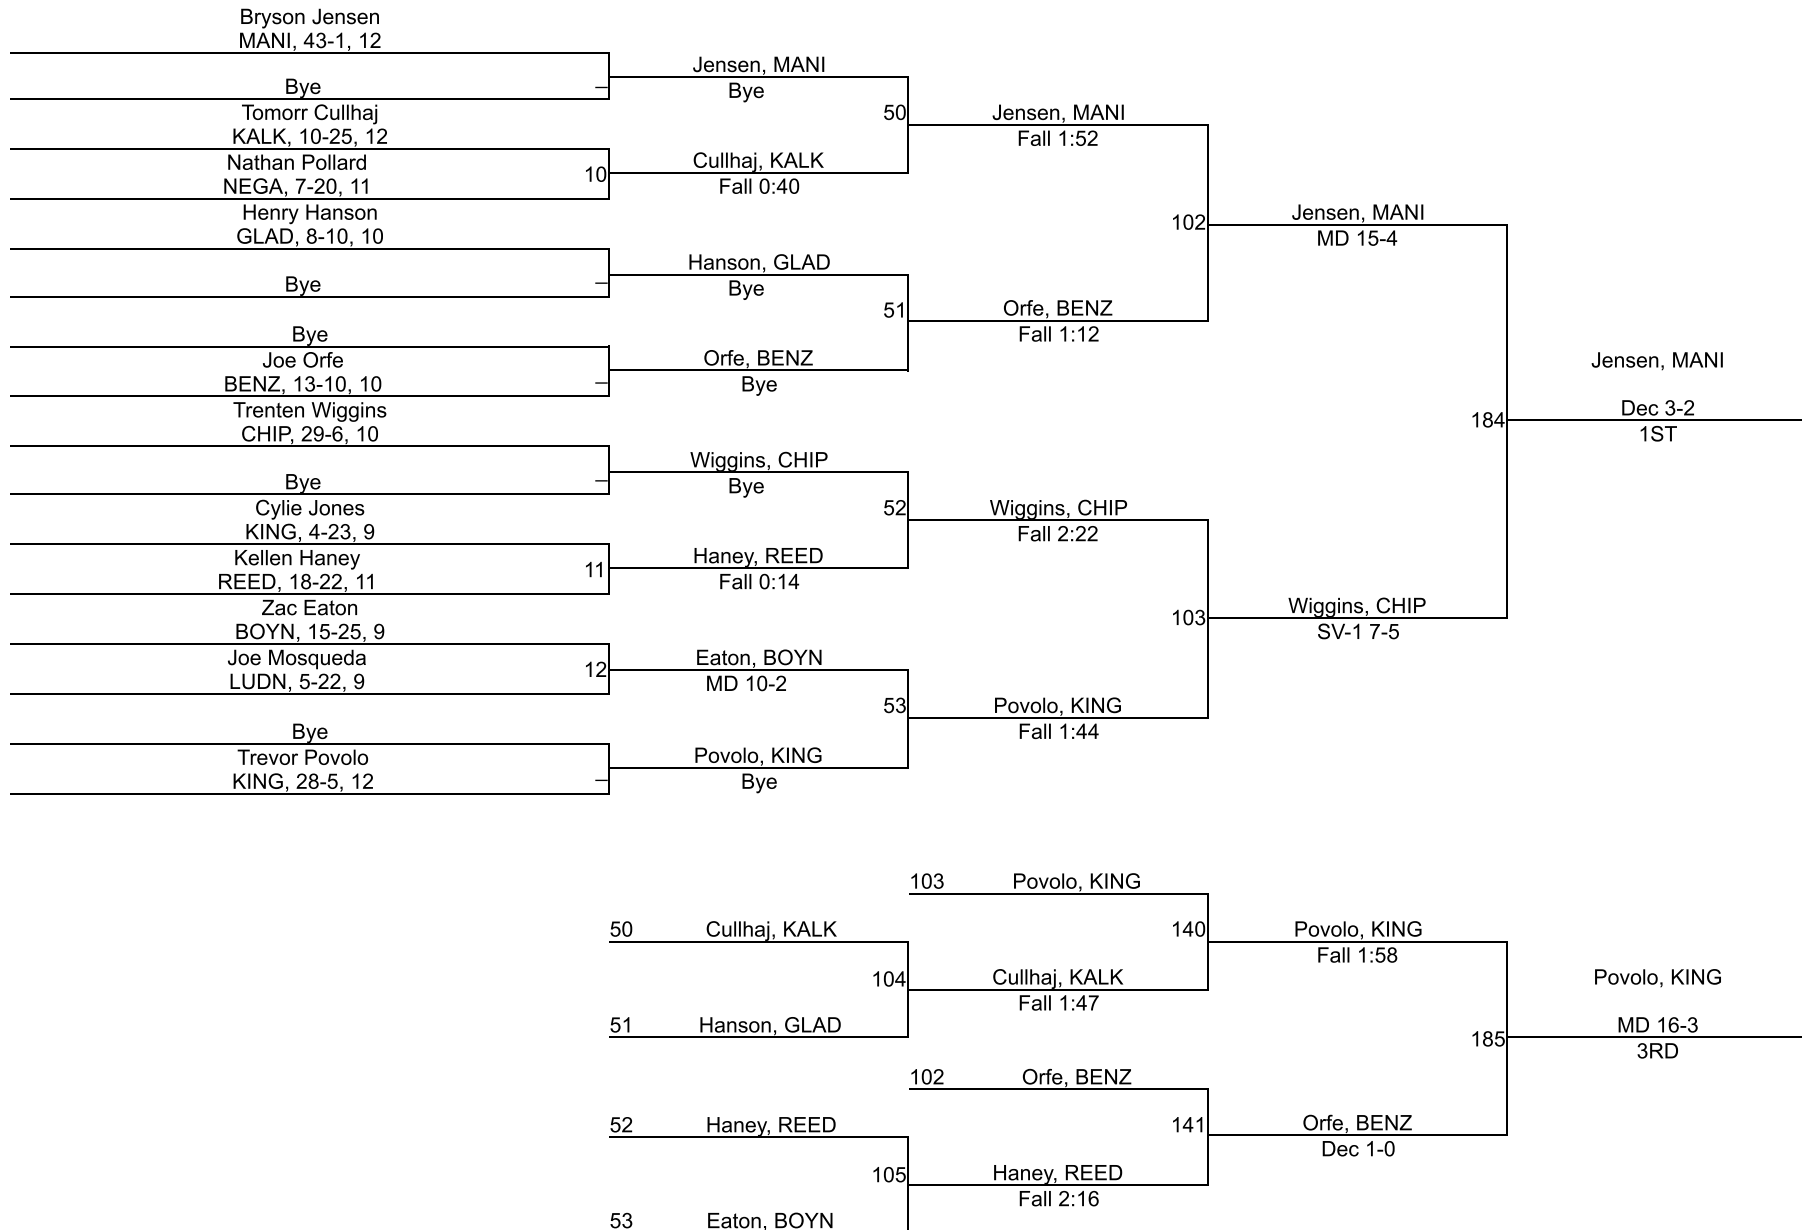 Bryson Jensen
MANI, 43-1, 12
Bye
–
Tomorr Cullhaj
KALK, 10-25, 12
Nathan Pollard
NEGA, 7-20, 11
10
Henry Hanson
GLAD, 8-10, 10
Bye
–
Bye
Joe Orfe
BENZ, 13-10, 10
–
Trenten Wiggins
CHIP, 29-6, 10
Bye
–
Cylie Jones
KING, 4-23, 9
Kellen Haney
REED, 18-22, 11
11
Zac Eaton
BOYN, 15-25, 9
Joe Mosqueda
LUDN, 5-22, 9
12
Bye
Trevor Povolo
KING, 28-5, 12
–
Jensen, MANI
Bye
50
Cullhaj, KALK
Fall 0:40
Hanson, GLAD
Bye
51
Orfe, BENZ
Bye
Wiggins, CHIP
Bye
52
Haney, REED
Fall 0:14
Eaton, BOYN
MD 10-2
53
Povolo, KING
Bye
Jensen, MANI
Fall 1:52
102
Orfe, BENZ
Fall 1:12
Wiggins, CHIP
Fall 2:22
103
Povolo, KING
Fall 1:44
Jensen, MANI
MD 15-4
184
Wiggins, CHIP
SV-1 7-5
Jensen, MANI
Dec 3-2
1ST
50 Cullhaj, KALK
104
51 Hanson, GLAD
52 Haney, REED
105
53 Eaton, BOYN
103 Povolo, KING
140
Cullhaj, KALK
Fall 1:47
102 Orfe, BENZ
141
Haney, REED
Fall 2:16
Povolo, KING
Fall 1:58
185
Orfe, BENZ
Dec 1-0
Povolo, KING
MD 16-3
3RD